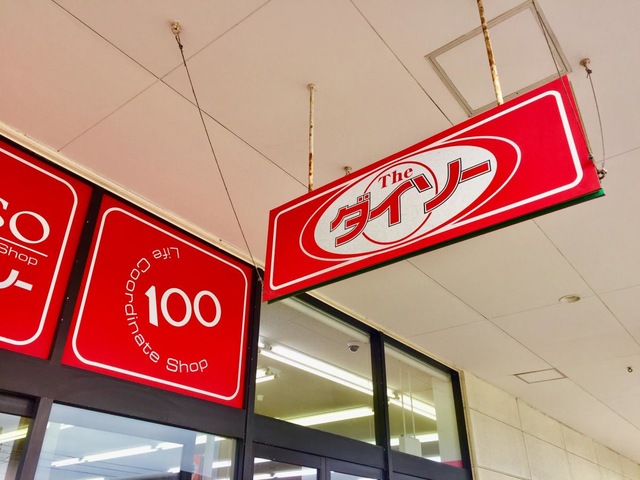 SO
Shop
ソー
Life Coordinate Shop
100
The
ダイソー